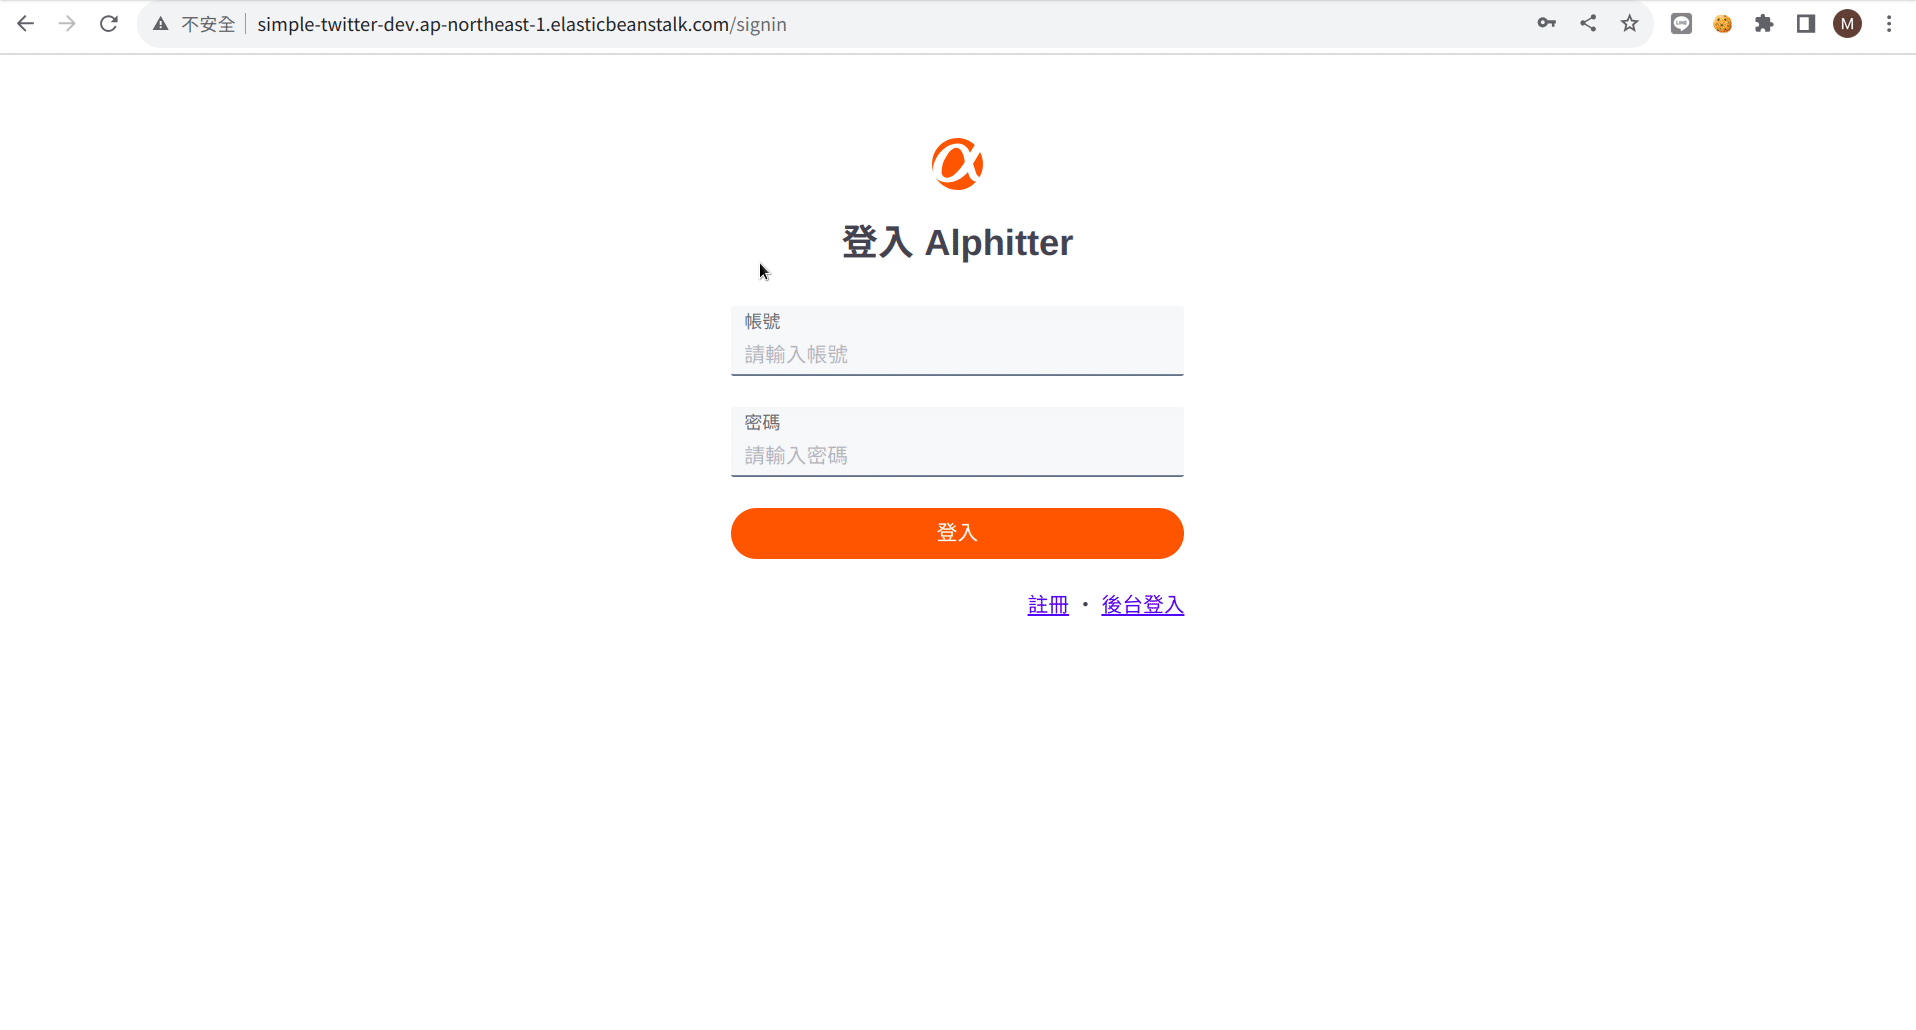 不安全 simple-twitter-dev.ap-northeast-1.elasticbeanstalk.com/signin
M
登入 Alphitter
帳號
請輸入帳號
密碼
請輸入密碼
登入
註冊 • 後台登入